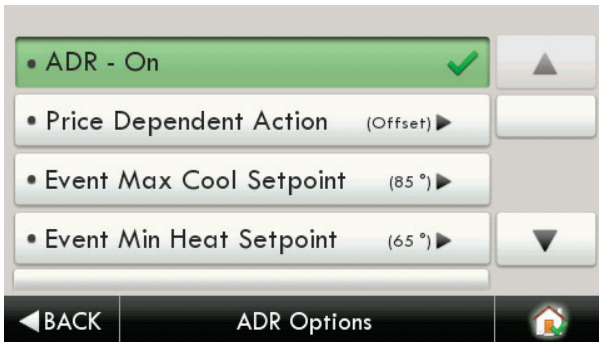 • ADR - On
• Price Dependent Action (Offset)
• Event Max Cool Setpoint (85 °)
• Event Min Heat Setpoint (65 °)
BACK ADR Options